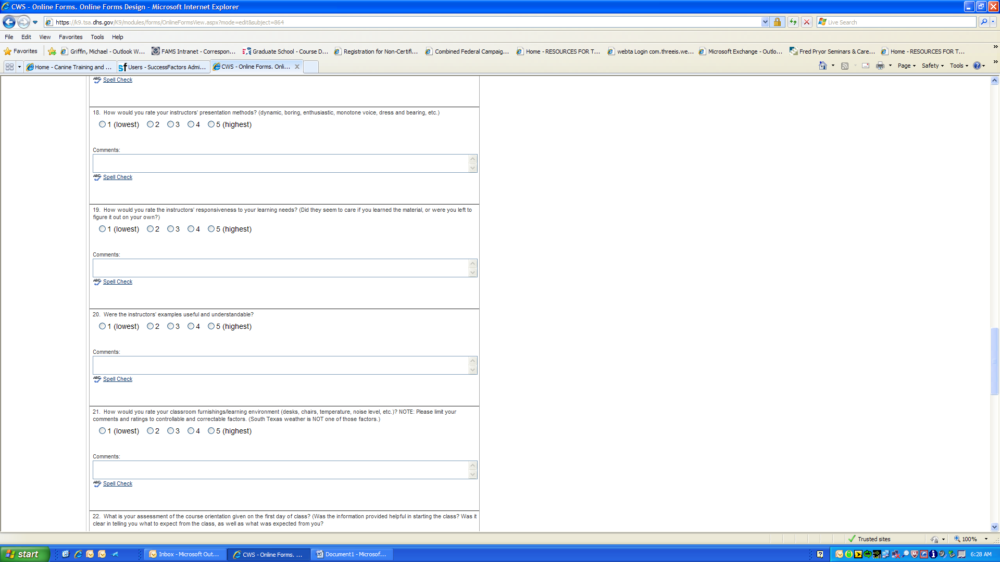 CWS - Online Forms. Online Forms Design - Microsoft Internet Explorer
https://k9.tsa.dhs.gov/K9/modules/forms/OnlineFormsView.aspx?mode=edit&subject=864
Live Search
File Edit View Favorites Tools Help
Favorites Griffin, Michael - Outlook W... FAMS Intranet - Correspon... Graduate School - Course D... Registration for Non-Certifi... Combined Federal Campaig... Home - RESOURCES FOR T... webta Login com.threeis.we... Microsoft Exchange - Outlo... Fred Pryor Seminars & Care... Home - RESOURCES FOR T... »
Home - Canine Training and ... Users - SuccessFactors Admi... CWS - Online Forms. Onli... Page Safety Tools »
ABC Spell Check
18. How would you rate your instructors' presentation methods? (dynamic, boring, enthusiastic, monotone voice, dress and bearing, etc.)
1 (lowest) 2 3 4 5 (highest)
Comments:
ABC Spell Check
19. How would you rate the instructors' responsiveness to your learning needs? (Did they seem to care if you learned the material, or were you left to
figure it out on your own?)
1 (lowest) 2 3 4 5 (highest)
Comments:
ABC Spell Check
20. Were the instructors' examples useful and understandable?
1 (lowest) 2 3 4 5 (highest)
Comments:
ABC Spell Check
21. How would you rate your classroom furnishings/learning environment (desks, chairs, temperature, noise level, etc.)? NOTE: Please limit your
comments and ratings to controllable and correctable factors. (South Texas weather is NOT one of those factors.)
1 (lowest) 2 3 4 5 (highest)
Comments:
ABC Spell Check
22. What is your assessment of the course orientation given on the first day of class? (Was the information provided helpful in starting the class? Was it
clear in telling you what to expect from the class, as well as what was expected from you?
Trusted sites 100%
start Inbox - Microsoft Out... CWS - Online Forms. ... Document1 - Microsof... 6:28 AM